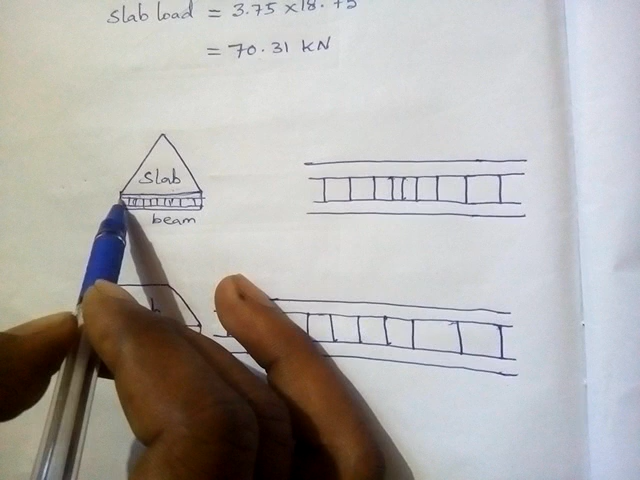 Slab load = 3.75 x 18.75
= 70.31 KN
Slab
beam